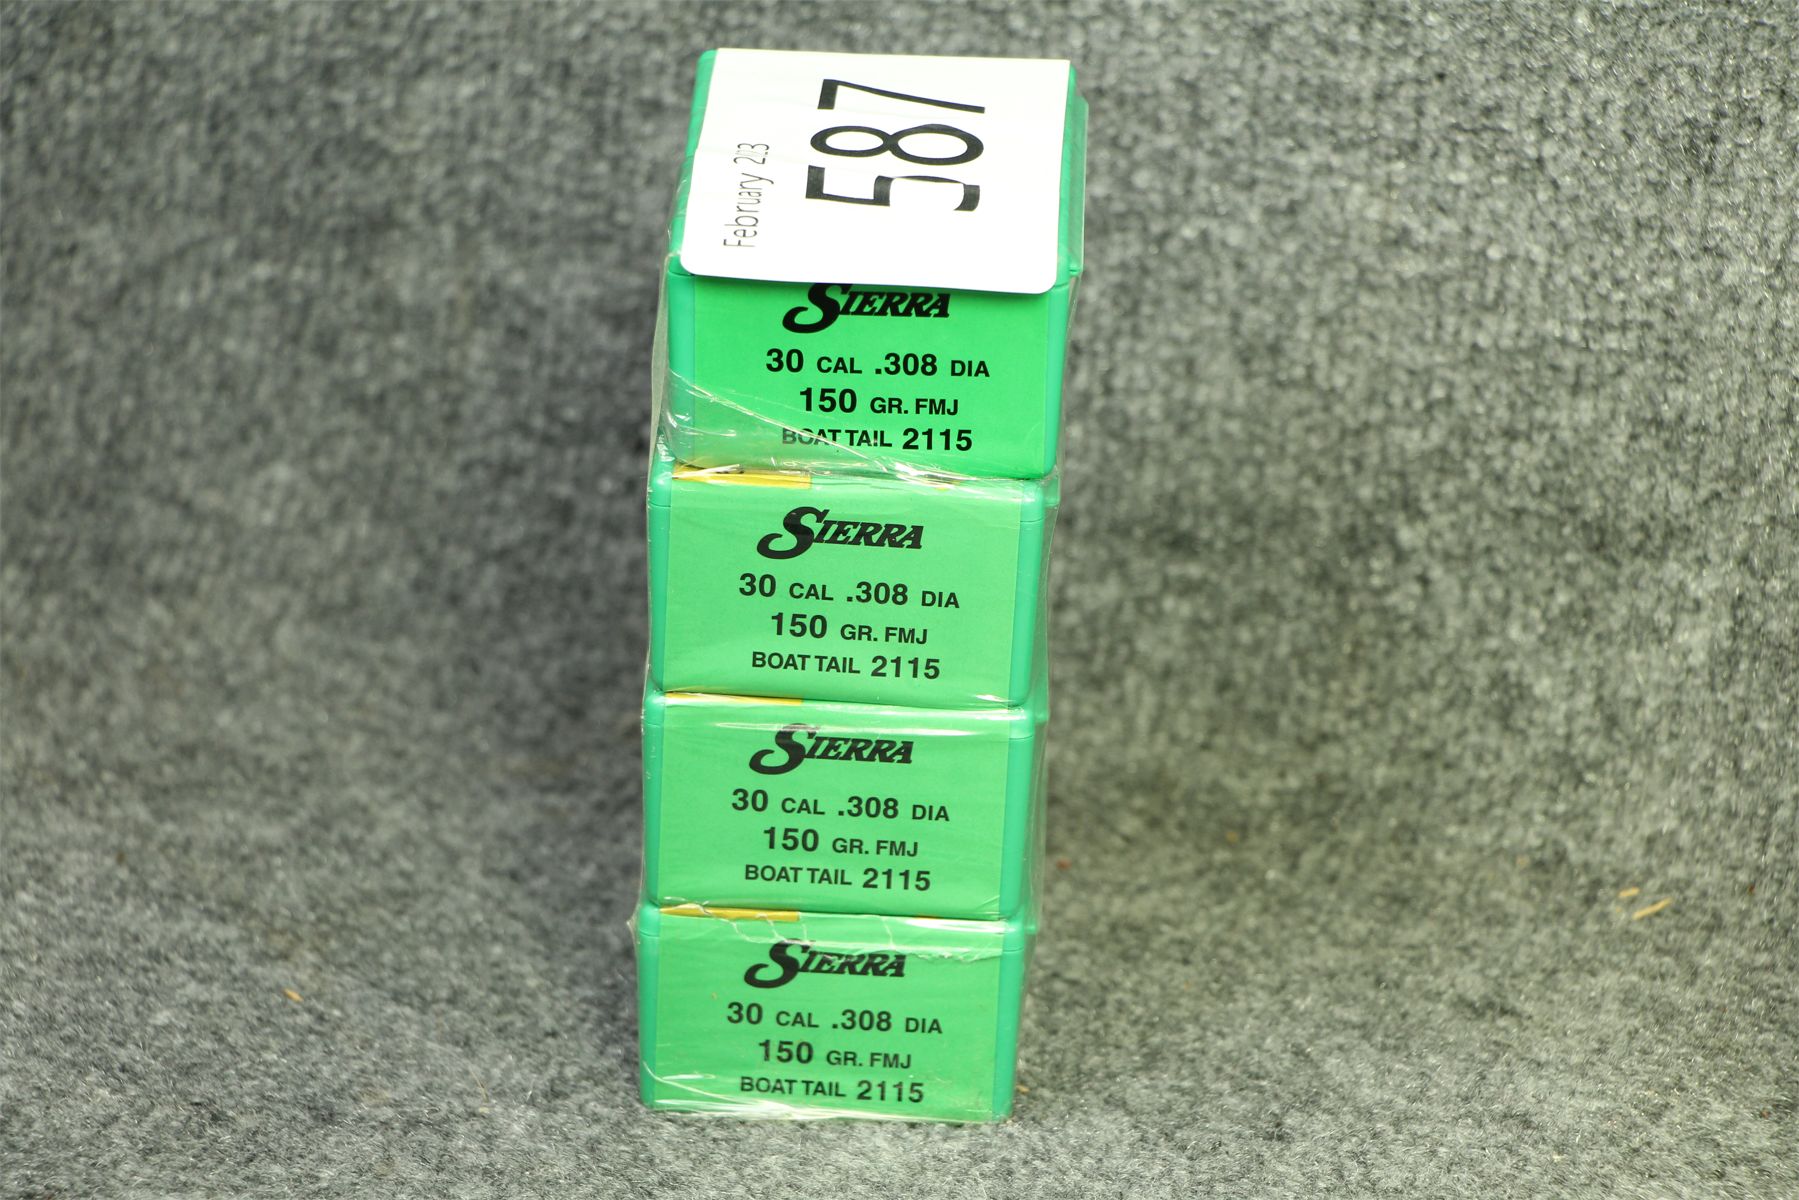 587
February 2023
SIERRA
30 CAL .308 DIA
150 GR. FMJ
BOAT TAIL 2115
SIERRA
30 CAL .308 DIA
150 GR. FMJ
BOAT TAIL 2115
SIERRA
30 CAL .308 DIA
150 GR. FMJ
BOAT TAIL 2115
SIERRA
30 CAL .308 DIA
150 GR. FMJ
BOAT TAIL 2115